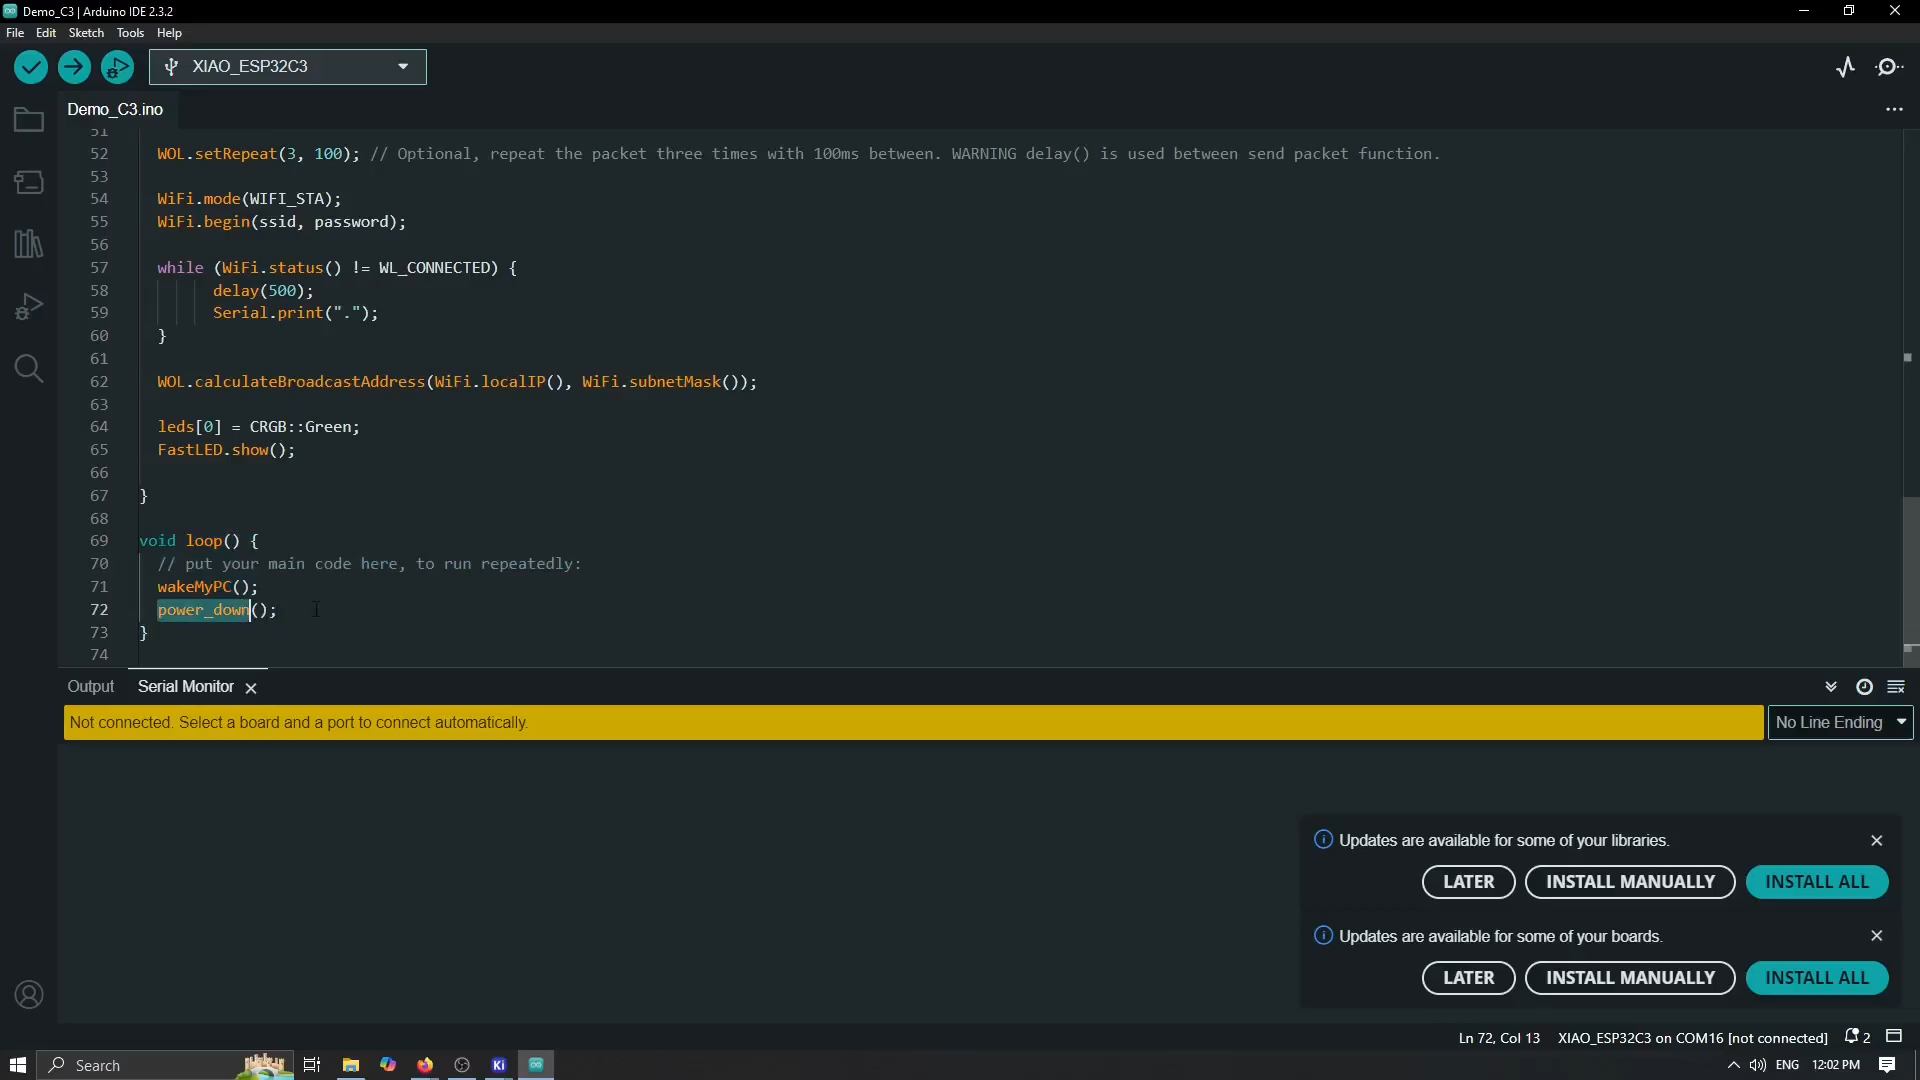 Demo_C3 | Arduino IDE 2.3.2
File Edit Sketch Tools Help
XIAO_ESP32C3
Demo_C3.ino
51
52 WOL.setRepeat(3, 100); // Optional, repeat the packet three times with 100ms between. WARNING delay() is used between send packet function.
53
54 WiFi.mode(WIFI_STA);
55 WiFi.begin(ssid, password);
56
57 while (WiFi.status() != WL_CONNECTED) {
58 delay(500);
59 Serial.print(".");
60 }
61
62 WOL.calculateBroadcastAddress(WiFi.localIP(), WiFi.subnetMask());
63
64 leds[0] = CRGB::Green;
65 FastLED.show();
66
67 }
68
69 void loop() {
70 // put your main code here, to run repeatedly:
71 wakeMyPC();
72 power_down();
73 }
74
Output Serial Monitor
Not connected. Select a board and a port to connect automatically.
No Line Ending
Updates are available for some of your libraries.
LATER INSTALL MANUALLY INSTALL ALL
Updates are available for some of your boards.
LATER INSTALL MANUALLY INSTALL ALL
Ln 72, Col 13 XIAO_ESP32C3 on COM16 [not connected] 2
Search Ki ENG 12:02 PM